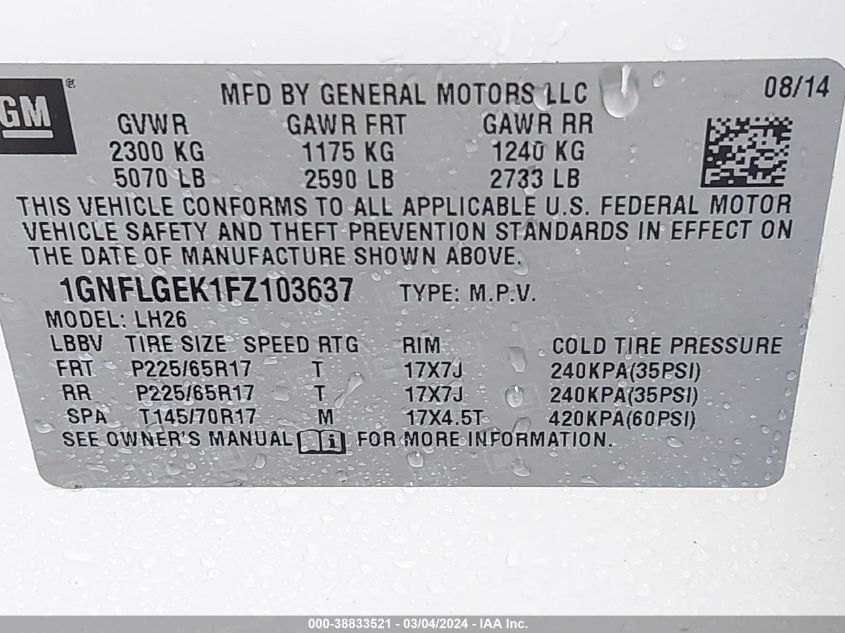 GM®
MFD BY GENERAL MOTORS LLC 08/14
GVWR GAWR FRT GAWR RR
2300 KG 1175 KG 1240 KG
5070 LB 2590 LB 2733 LB
THIS VEHICLE CONFORMS TO ALL APPLICABLE U.S. FEDERAL MOTOR
VEHICLE SAFETY AND THEFT PREVENTION STANDARDS IN EFFECT ON
THE DATE OF MANUFACTURE SHOWN ABOVE.
1GNFLGEK1FZ103637 TYPE: M.P.V.
MODEL: LH26
LBBV TIRE SIZE SPEED RTG RIM COLD TIRE PRESSURE
FRT P225/65R17 T 17X7J 240KPA(35PSI)
RR P225/65R17 T 17X7J 240KPA(35PSI)
SPA T145/70R17 M 17X4.5T 420KPA(60PSI)
SEE OWNER'S MANUAL i FOR MORE INFORMATION.
000-38833521 - 03/04/2024 - IAA Inc.